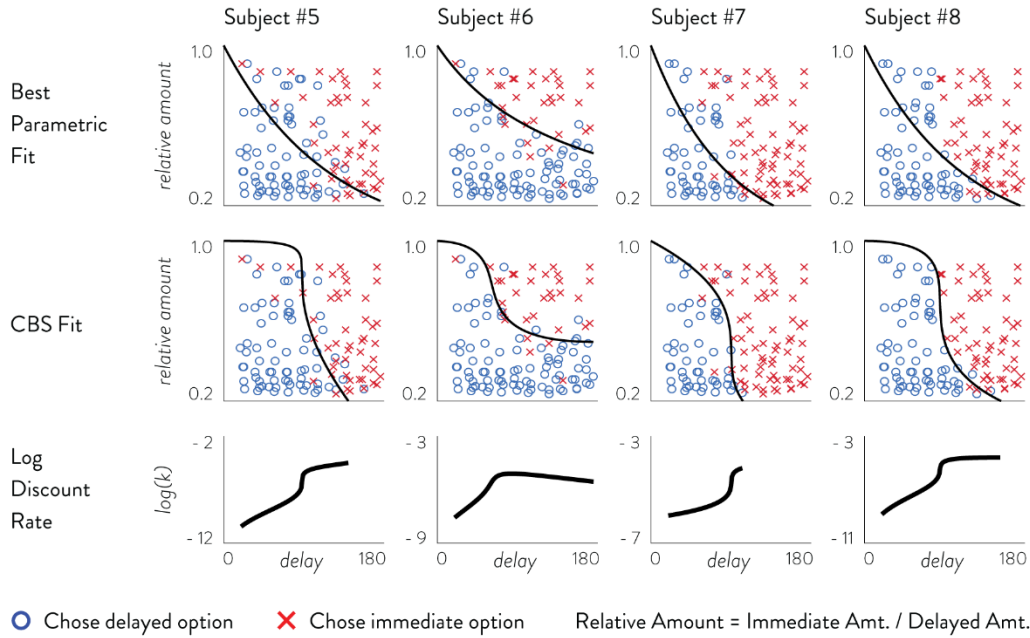 Subject #5 Subject #6 Subject #7 Subject #8
Best
Parametric
Fit
relative amount
1.0 1.0 1.0 1.0
0.2 0.2 0.2 0.2
CBS Fit
relative amount
1.0 1.0 1.0 1.0
0.2 0.2 0.2 0.2
Log
Discount
Rate
log(k)
- 2 - 3 - 3 - 3
- 12 - 9 - 7 - 11
0 delay 180 0 delay 180 0 delay 180 0 delay 180
Chose delayed option Chose immediate option Relative Amount = Immediate Amt. / Delayed Amt.